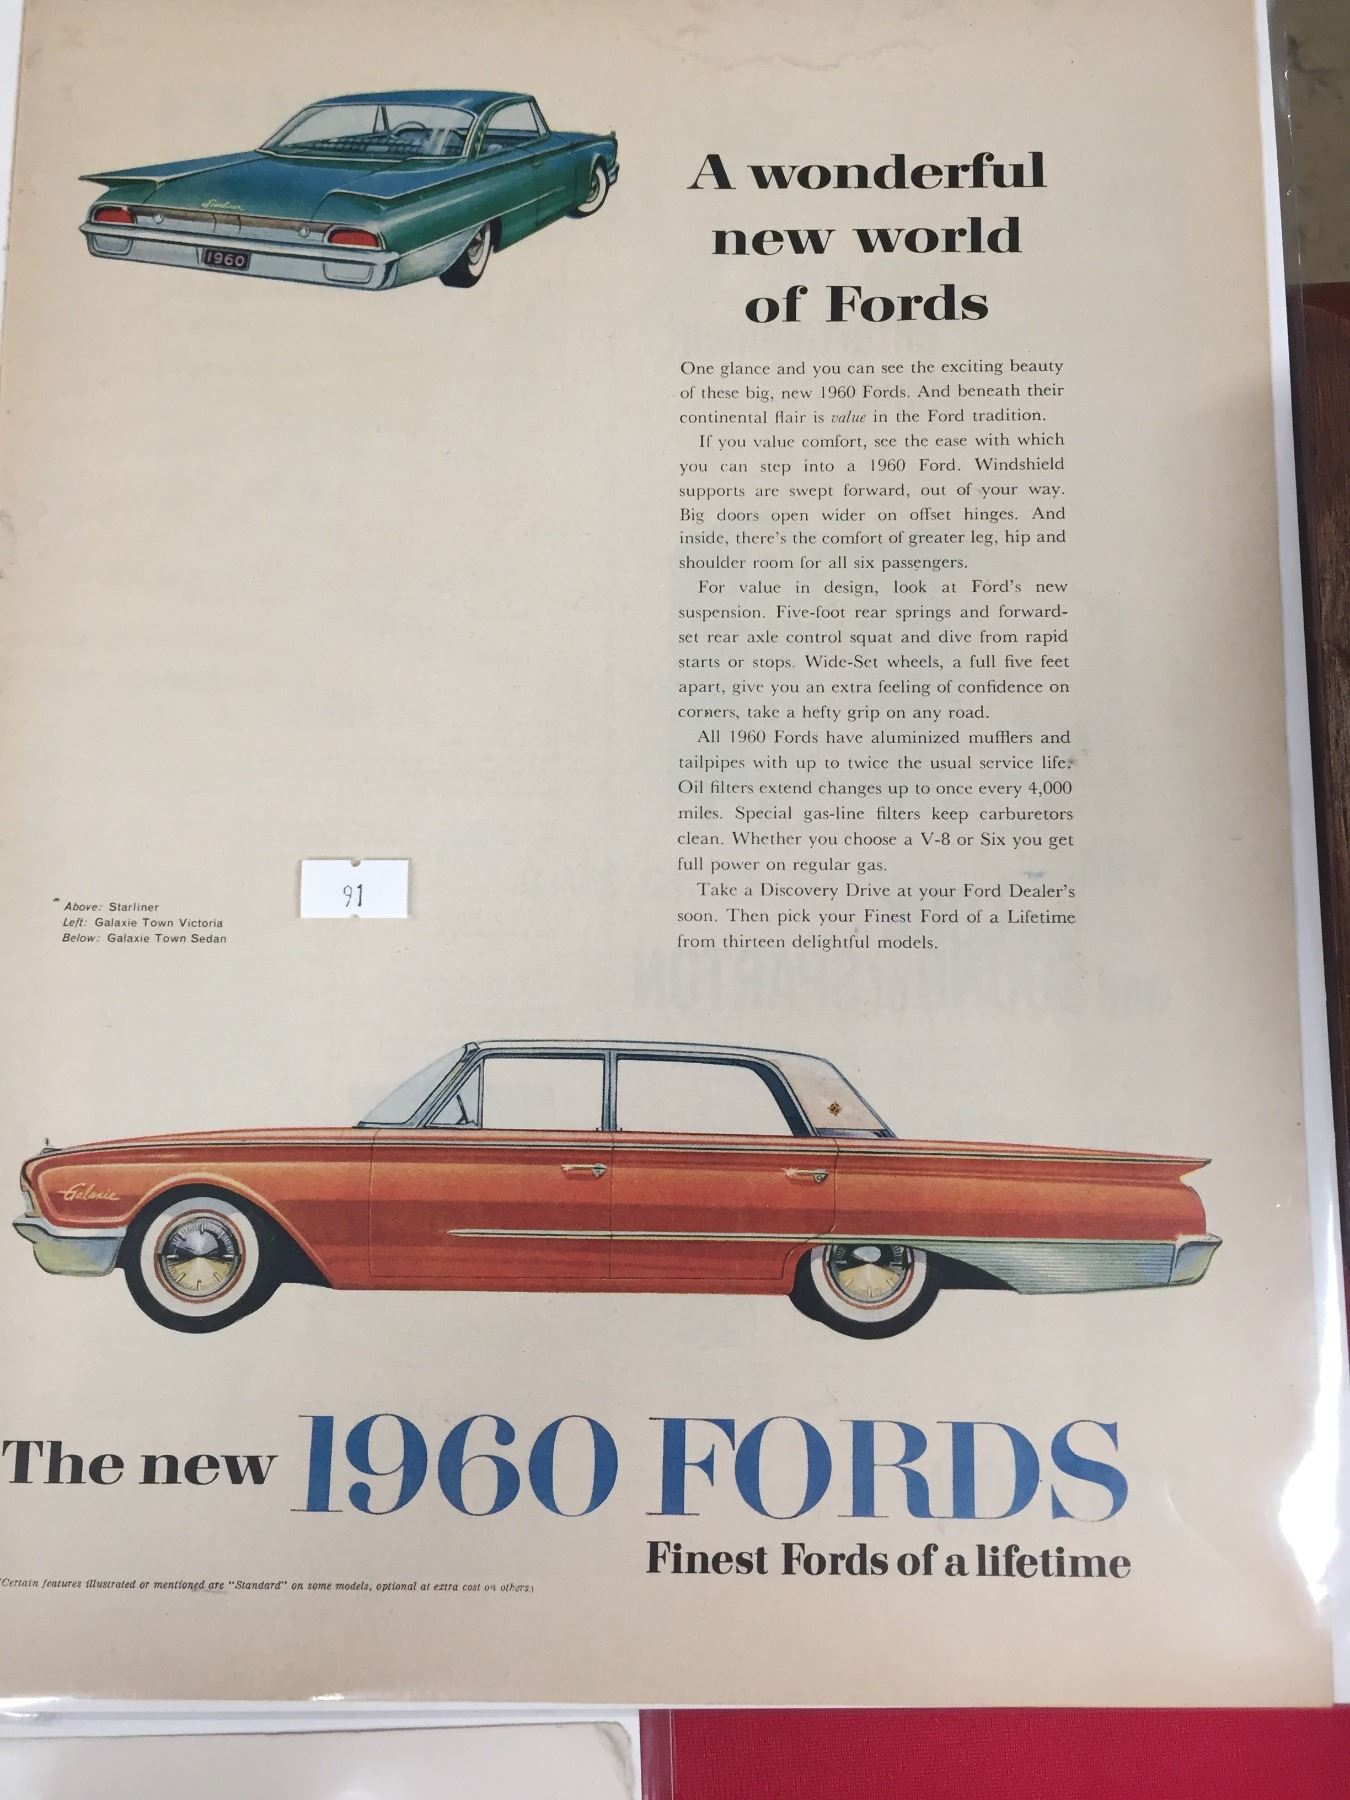 Starliner
1960
A wonderful
new world
of Fords
One glance and you can see the exciting beauty
of these big, new 1960 Fords. And beneath their
continental flair is value in the Ford tradition.
If you value comfort, see the ease with which
you can step into a 1960 Ford. Windshield
supports are swept forward, out of your way.
Big doors open wider on offset hinges. And
inside, there's the comfort of greater leg, hip and
shoulder room for all six passengers.
For value in design, look at Ford's new
suspension. Five-foot rear springs and forward-
set rear axle control squat and dive from rapid
starts or stops. Wide-Set wheels, a full five feet
apart, give you an extra feeling of confidence on
corners, take a hefty grip on any road.
All 1960 Fords have aluminized mufflers and
tailpipes with up to twice the usual service life.
Oil filters extend changes up to once every 4,000
miles. Special gas-line filters keep carburetors
clean. Whether you choose a V-8 or Six you get
full power on regular gas.
Take a Discovery Drive at your Ford Dealer's
soon. Then pick your Finest Ford of a Lifetime
from thirteen delightful models.
91
Above: Starliner
Left: Galaxie Town Victoria
Below: Galaxie Town Sedan
Galaxie
The new 1960 FORDS
Finest Fords of a lifetime
(Certain features illustrated or mentioned are "Standard" on some models, optional at extra cost on others.)